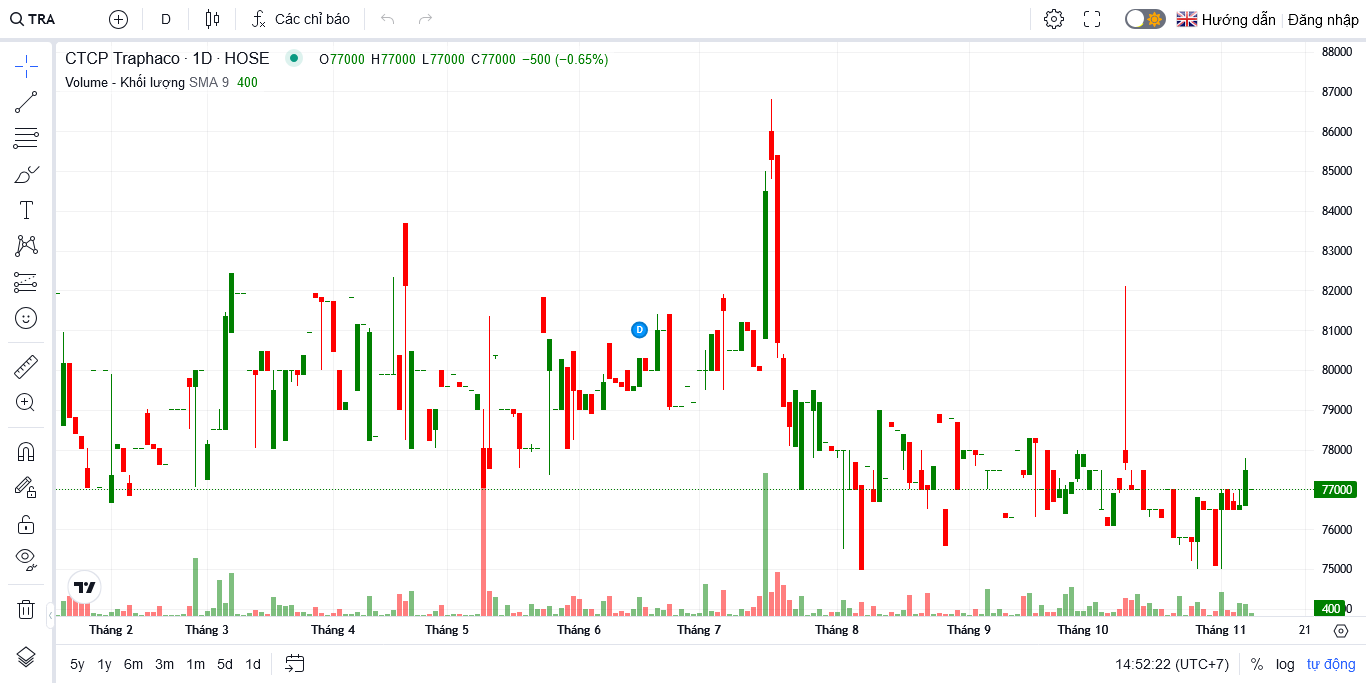 TRA D Các chỉ báo Hướng dẫn Đăng nhập
CTCP Traphaco · 1D · HOSE O77000 H77000 L77000 C77000 −500 (−0.65%)
Volume - Khối lượng SMA 9 400
88000
87000
86000
85000
84000
83000
82000
81000
80000
79000
78000
77000
76000
75000
400
D
Tháng 2 Tháng 3 Tháng 4 Tháng 5 Tháng 6 Tháng 7 Tháng 8 Tháng 9 Tháng 10 Tháng 11 21
5y 1y 6m 3m 1m 5d 1d 14:52:22 (UTC+7) % log tự động